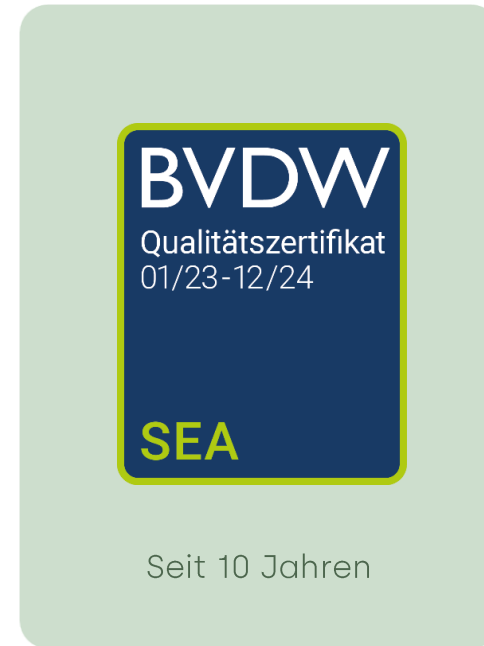 BVDW
Qualitätszertifikat
01/23-12/24
SEA
Seit 10 Jahren